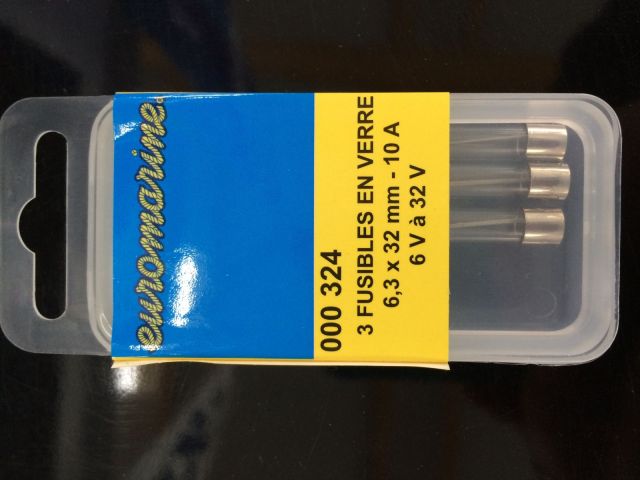 euromarine.
000 324
3 FUSIBLES EN VERRE
6,3 x 32 mm - 10 A
6 V à 32 V